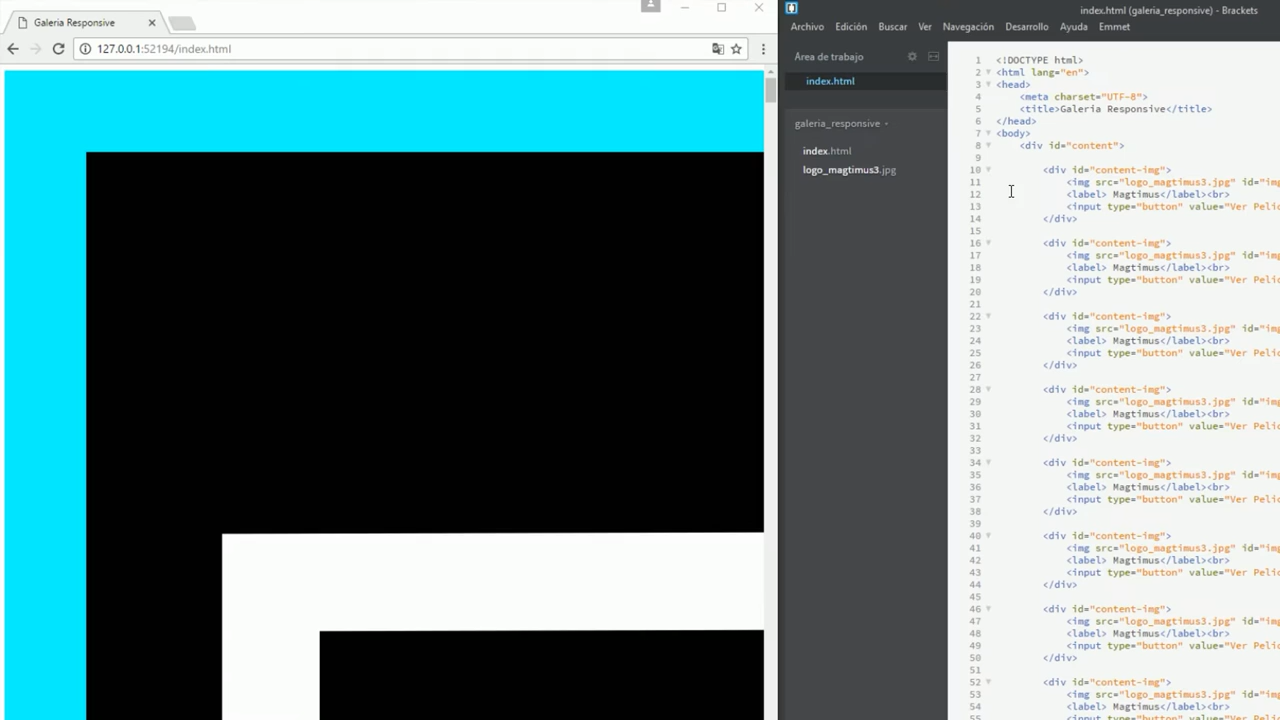 Galeria Responsive
127.0.0.1:52194/index.html
index.html (galeria_responsive) - Brackets
Archivo Edición Buscar Ver Navegación Desarrollo Ayuda Emmet
Área de trabajo
index.html
galeria_responsive
index.html
logo_magtimus3.jpg
1 <!DOCTYPE html>
2 <html lang="en">
3 <head>
4 <meta charset="UTF-8">
5 <title>Galeria Responsive</title>
6 </head>
7 <body>
8 <div id="content">
9
10 <div id="content-img">
11 <img src="logo_magtimus3.jpg" id="im
12 <label> Magtimus</label><br>
13 <input type="button" value="Ver Pelic
14 </div>
15
16 <div id="content-img">
17 <img src="logo_magtimus3.jpg" id="im
18 <label> Magtimus</label><br>
19 <input type="button" value="Ver Pelic
20 </div>
21
22 <div id="content-img">
23 <img src="logo_magtimus3.jpg" id="im
24 <label> Magtimus</label><br>
25 <input type="button" value="Ver Pelic
26 </div>
27
28 <div id="content-img">
29 <img src="logo_magtimus3.jpg" id="im
30 <label> Magtimus</label><br>
31 <input type="button" value="Ver Pelic
32 </div>
33
34 <div id="content-img">
35 <img src="logo_magtimus3.jpg" id="im
36 <label> Magtimus</label><br>
37 <input type="button" value="Ver Pelic
38 </div>
39
40 <div id="content-img">
41 <img src="logo_magtimus3.jpg" id="im
42 <label> Magtimus</label><br>
43 <input type="button" value="Ver Pelic
44 </div>
45
46 <div id="content-img">
47 <img src="logo_magtimus3.jpg" id="im
48 <label> Magtimus</label><br>
49 <input type="button" value="Ver Pelic
50 </div>
51
52 <div id="content-img">
53 <img src="logo_magtimus3.jpg" id="im
54 <label> Magtimus</label><br>
55 <input type="button" value="Ver Pelic